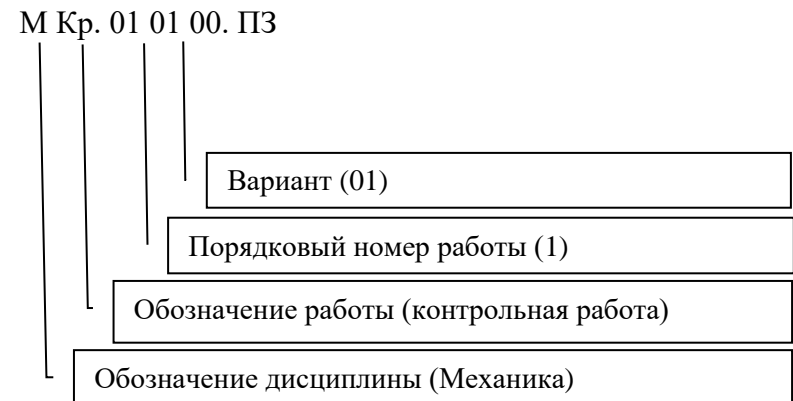 М Кр. 01 01 00. ПЗ
Вариант (01)
Порядковый номер работы (1)
Обозначение работы (контрольная работа)
Обозначение дисциплины (Механика)